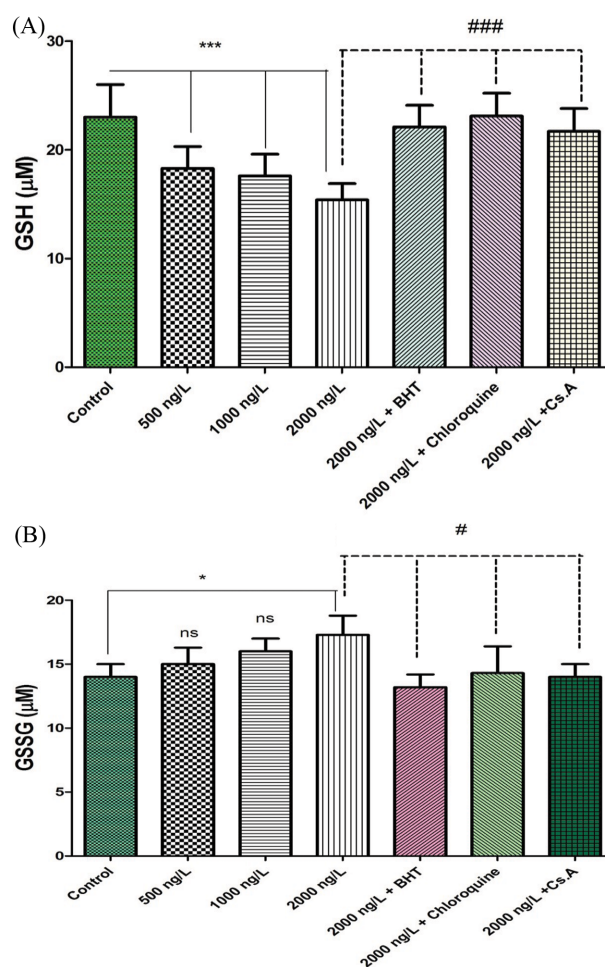 (A)
***
###
30
20
10
0
GSH (μM)
Control
500 ng/L
1000 ng/L
2000 ng/L
2000 ng/L + BHT
2000 ng/L + Chloroquine
2000 ng/L +Cs.A
(B)
#
*
ns
ns
20
15
10
5
0
GSSG (μM)
Control
500 ng/L
1000 ng/L
2000 ng/L
2000 ng/L + BHT
2000 ng/L + Chloroquine
2000 ng/L +Cs.A